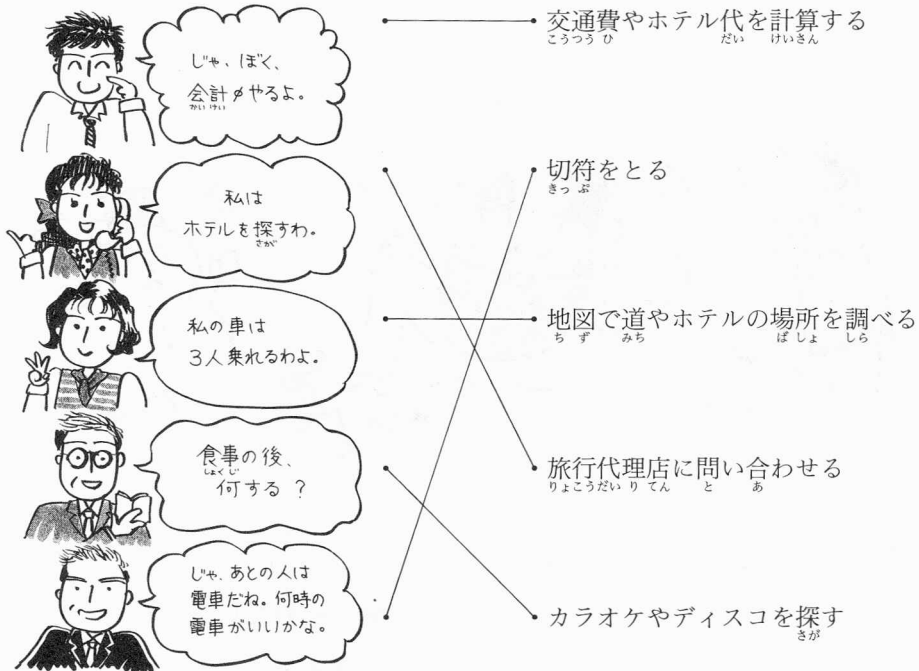 じゃ、ぼく、
会計やるよ。
かいけい
私は
ホテルを探すわ。
さが
私の車は
3人乗れるわよ。
食事の後、
しょくじ
何する?
じゃ、あとの人は
電車だね。何時の
電車がいいかな。
交通費やホテル代を計算する
こうつうひ だい けいさん
切符をとる
きっぷ
地図で道やホテルの場所を調べる
ちず みち ばしょ しら
旅行代理店に問い合わせる
りょこうだいりてん と あ
カラオケやディスコを探す
さが